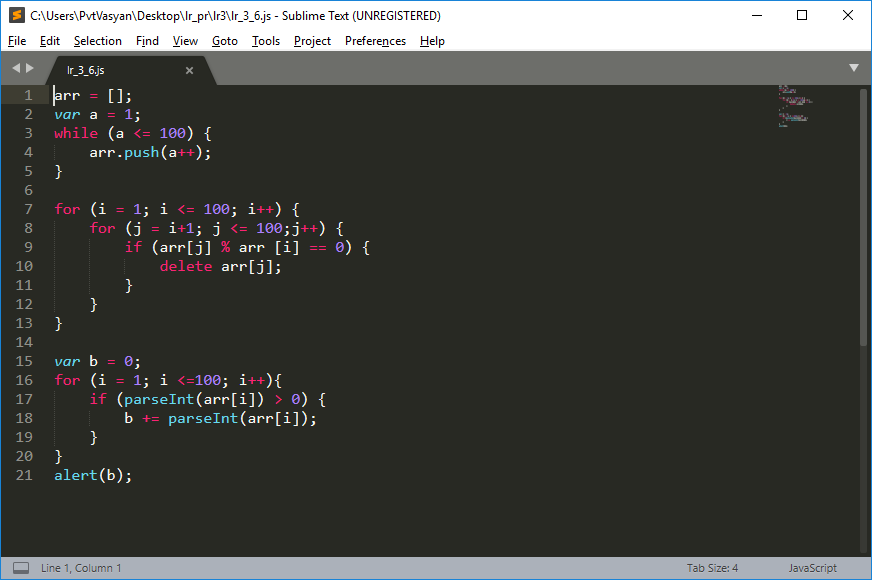 C:\Users\PvtVasyan\Desktop\lr_pr\lr3\lr_3_6.js - Sublime Text (UNREGISTERED)
File Edit Selection Find View Goto Tools Project Preferences Help
lr_3_6.js ×
1 arr = [];
2 var a = 1;
3 while (a <= 100) {
4     arr.push(a++);
5 }
6
7 for (i = 1; i <= 100; i++) {
8     for (j = i+1; j <= 100;j++) {
9         if (arr[j] % arr [i] == 0) {
10             delete arr[j];
11         }
12     }
13 }
14
15 var b = 0;
16 for (i = 1; i <=100; i++){
17     if (parseInt(arr[i]) > 0) {
18         b += parseInt(arr[i]);
19     }
20 }
21 alert(b);
Line 1, Column 1 Tab Size: 4 JavaScript